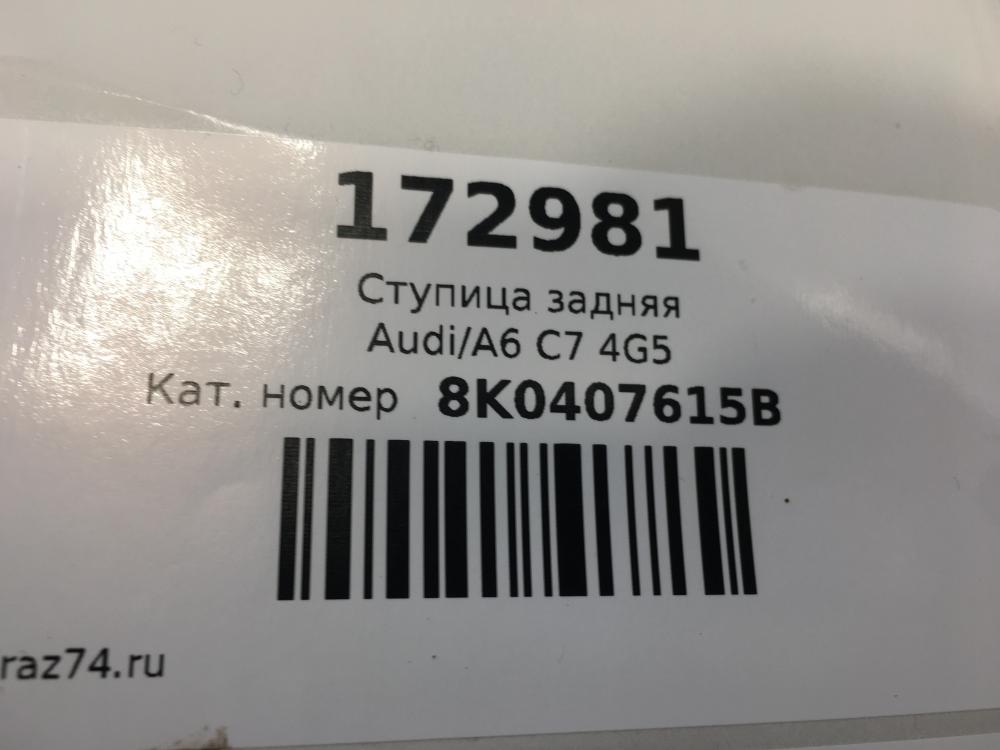 172981
Ступица задняя
Audi/A6 C7 4G5
Кат. номер 8K0407615B
raz74.ru